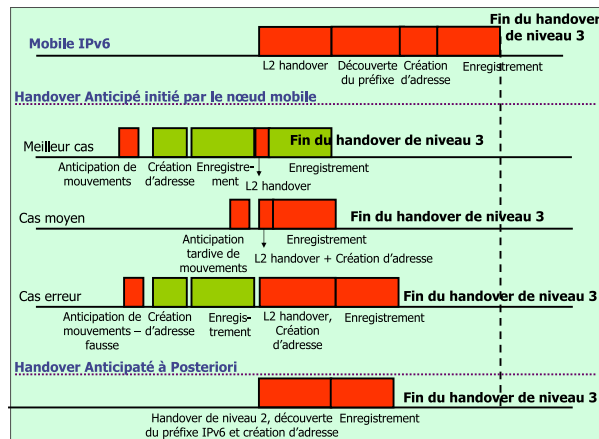 Fin du handover
de niveau 3
Mobile IPv6
L2 handover
Découverte
du préfixe
Création
d'adresse
Enregistrement
Handover Anticipé initié par le nœud mobile
Meilleur cas
Fin du handover de niveau 3
Anticipation de
mouvements
Création
d'adresse
Enregistre-
ment
Enregistrement
L2 handover
Cas moyen
Fin du handover de niveau 3
Anticipation
tardive de
mouvements
Enregistrement
L2 handover + Création d'adresse
Cas erreur
Fin du handover de niveau 3
Anticipation de
mouvements –
fausse
Création
d'adresse
Enregis-
trement
L2 handover,
Création
d'adresse
Enregistrement
Handover Anticipaté à Posteriori
Fin du handover de niveau 3
Handover de niveau 2, découverte
du préfixe IPv6 et création d'adresse
Enregistrement